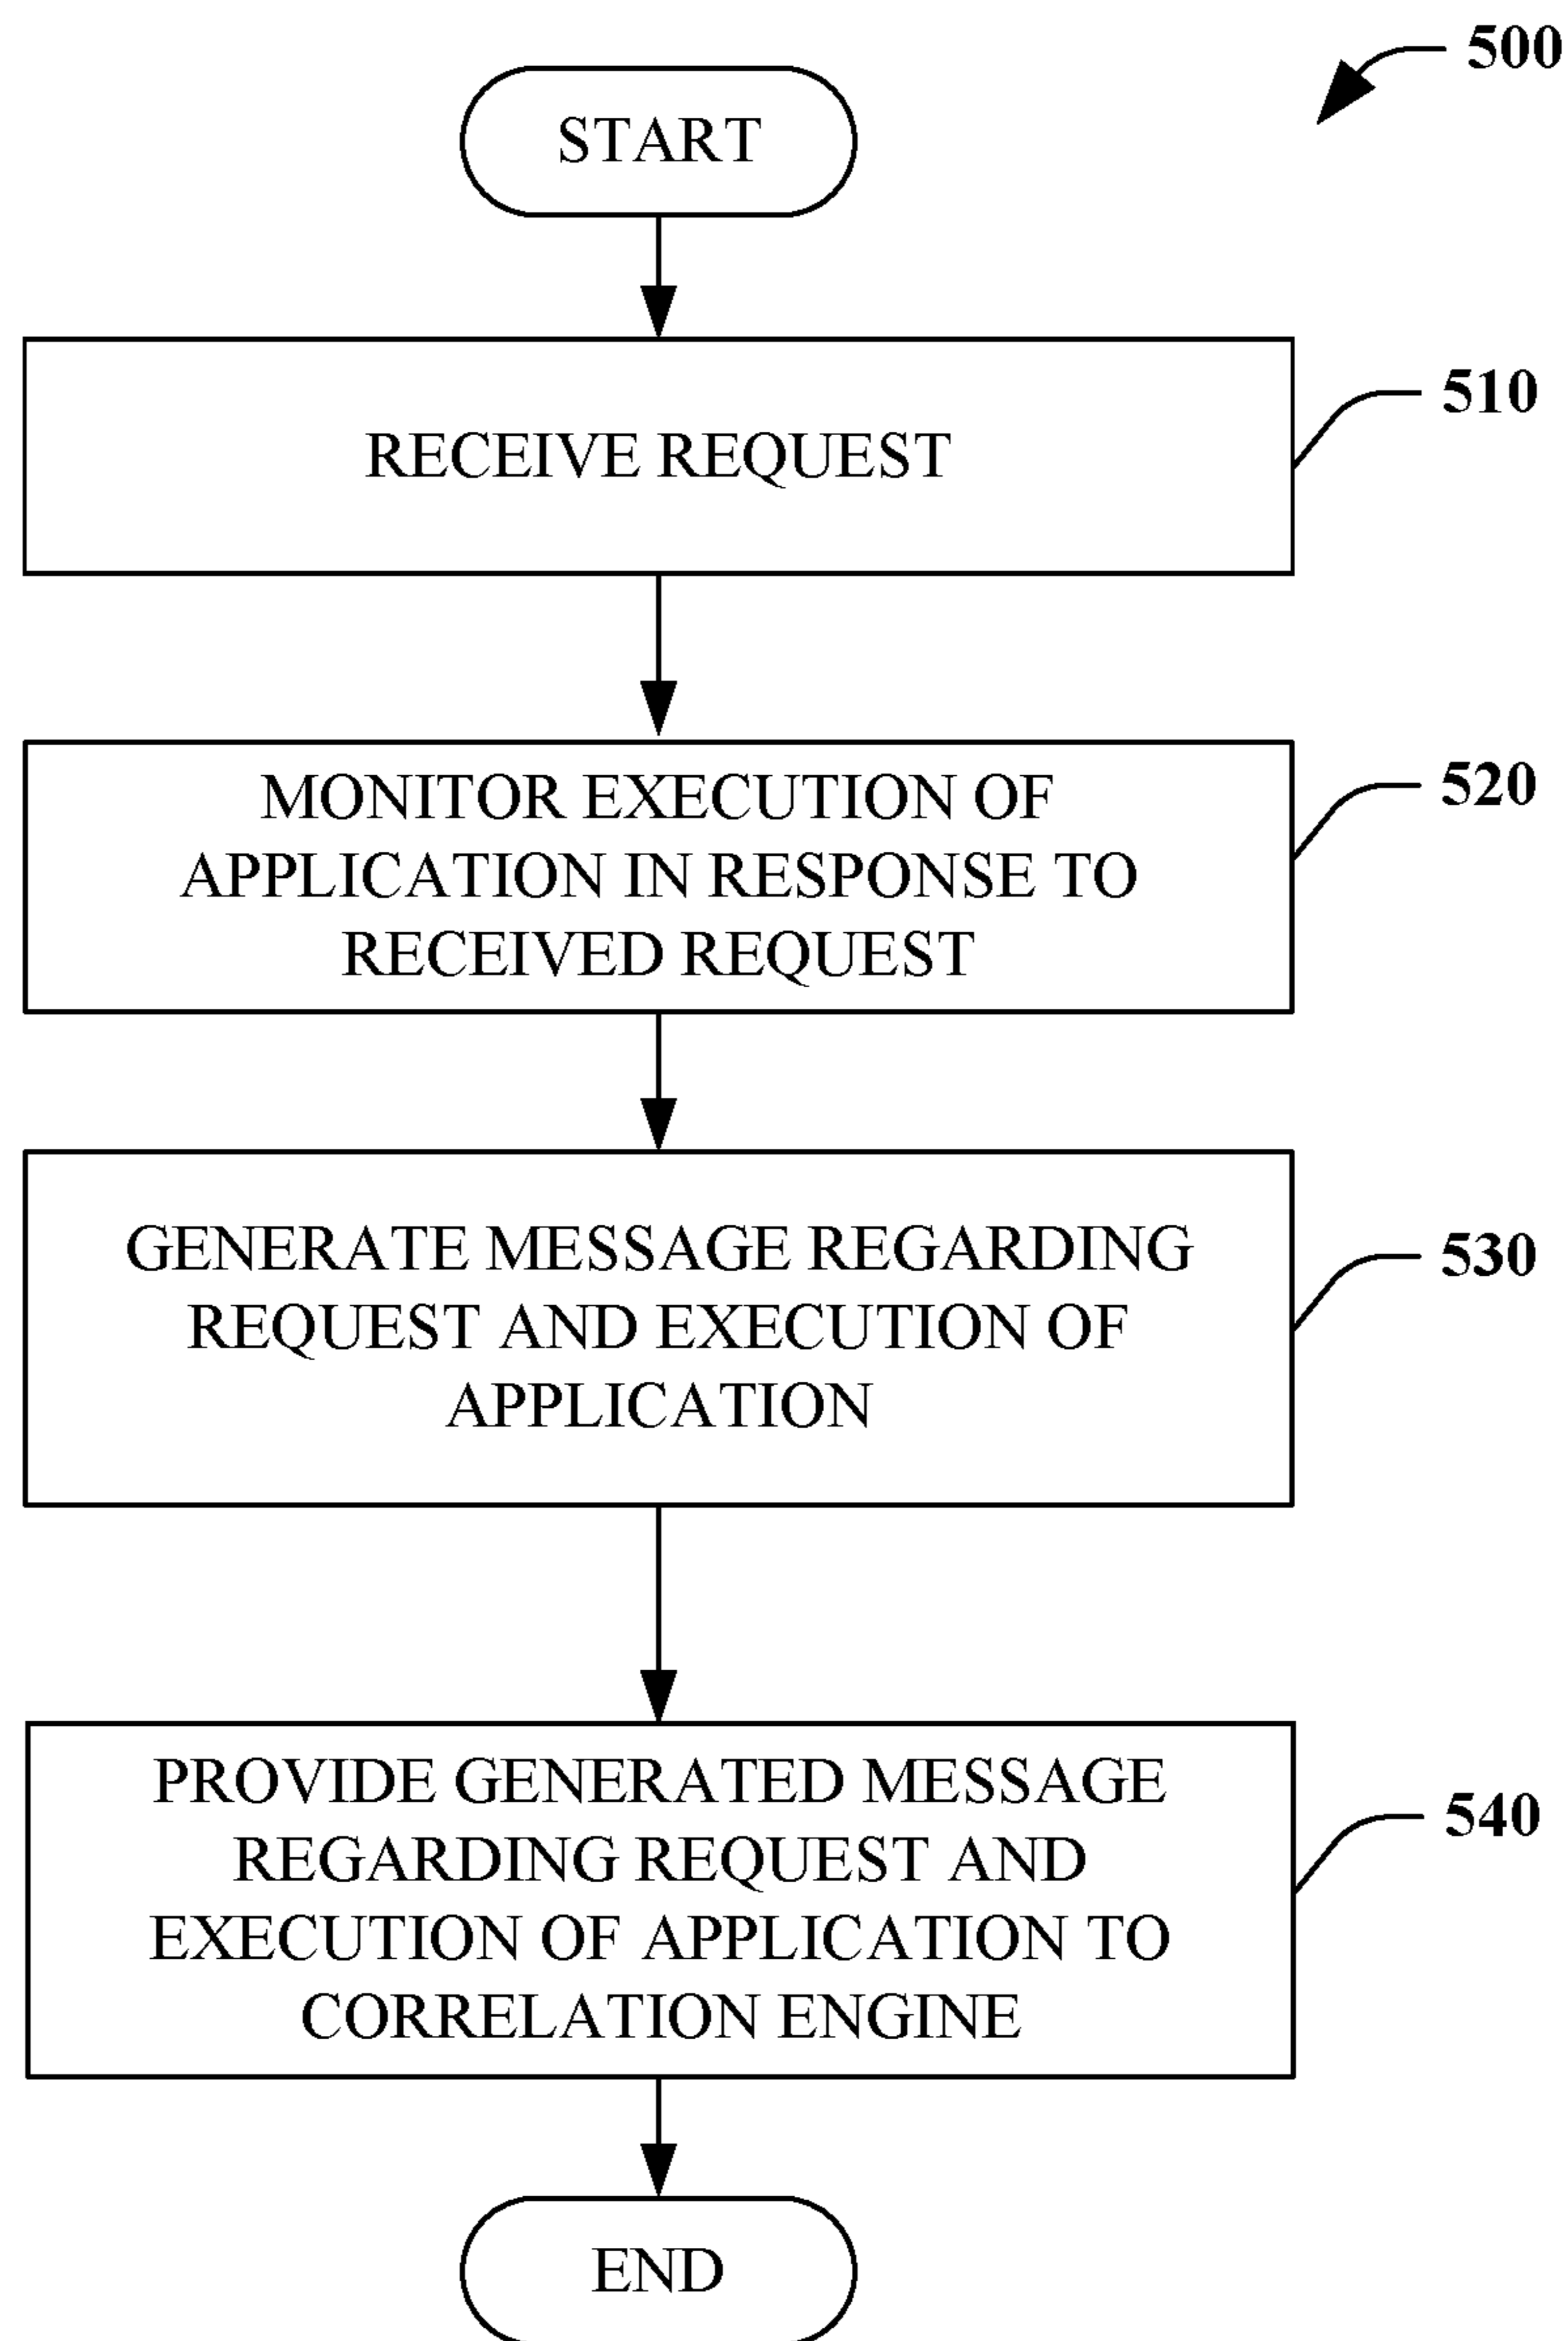 500
START
RECEIVE REQUEST
510
MONITOR EXECUTION OF
APPLICATION IN RESPONSE TO
RECEIVED REQUEST
520
GENERATE MESSAGE REGARDING
REQUEST AND EXECUTION OF
APPLICATION
530
PROVIDE GENERATED MESSAGE
REGARDING REQUEST AND
EXECUTION OF APPLICATION TO
CORRELATION ENGINE
540
END